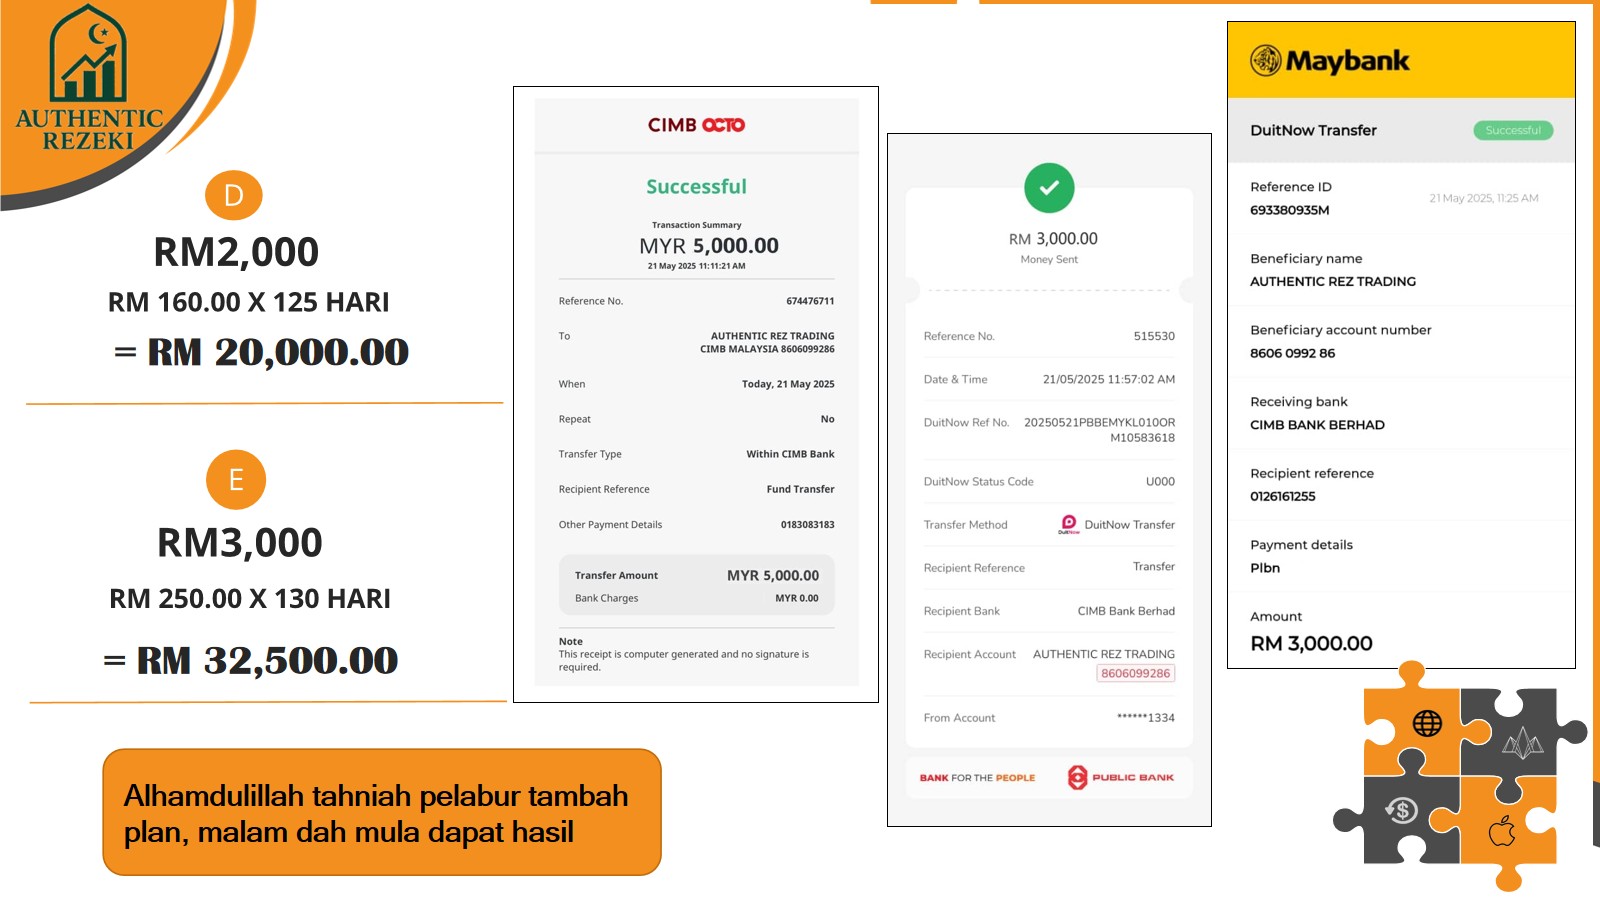 AUTHENTIC
REZEKI
D
RM2,000
RM 160.00 X 125 HARI
= RM 20,000.00
E
RM3,000
RM 250.00 X 130 HARI
= RM 32,500.00
Alhamdulillah tahniah pelabur tambah
plan, malam dah mula dapat hasil
CIMB OCTO
Successful
Transaction Summary
MYR 5,000.00
21 May 2025 11:11:21 AM
Reference No. 674476711
To AUTHENTIC REZ TRADING
CIMB MALAYSIA 8606099286
When Today, 21 May 2025
Repeat No
Transfer Type Within CIMB Bank
Recipient Reference Fund Transfer
Other Payment Details 0183083183
Transfer Amount MYR 5,000.00
Bank Charges MYR 0.00
Note
This receipt is computer generated and no signature is
required.
RM 3,000.00
Money Sent
Reference No. 515530
Date & Time 21/05/2025 11:57:02 AM
DuitNow Ref No. 20250521PBBEMYKL010OR
M10583618
DuitNow Status Code U000
Transfer Method DuitNow DuitNow Transfer
Recipient Reference Transfer
Recipient Bank CIMB Bank Berhad
Recipient Account AUTHENTIC REZ TRADING
8606099286
From Account ******1334
BANK FOR THE PEOPLE PUBLIC BANK
Maybank
DuitNow Transfer Successful
Reference ID
21 May 2025, 11:25 AM
693380935M
Beneficiary name
AUTHENTIC REZ TRADING
Beneficiary account number
8606 0992 86
Receiving bank
CIMB BANK BERHAD
Recipient reference
0126161255
Payment details
Plbn
Amount
RM 3,000.00
$